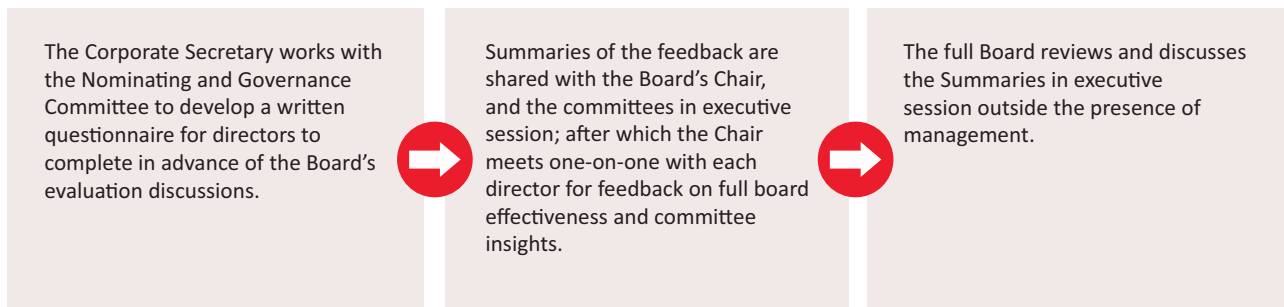 The Corporate Secretary works with
the Nominating and Governance
Committee to develop a written
questionnaire for directors to
complete in advance of the Board’s
evaluation discussions.
Summaries of the feedback are
shared with the Board’s Chair,
and the committees in executive
session; after which the Chair
meets one-on-one with each
director for feedback on full board
effectiveness and committee
insights.
The full Board reviews and discusses
the Summaries in executive
session outside the presence of
management.